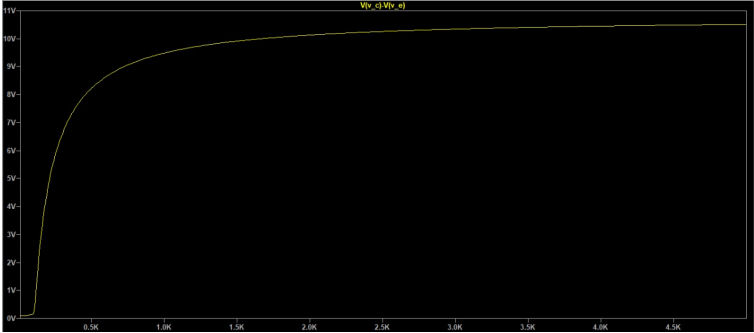 V(v_c)-V(v_e)
11V
10V
9V
8V
7V
6V
5V
4V
3V
2V
1V
0V
0.5K 1.0K 1.5K 2.0K 2.5K 3.0K 3.5K 4.0K 4.5K